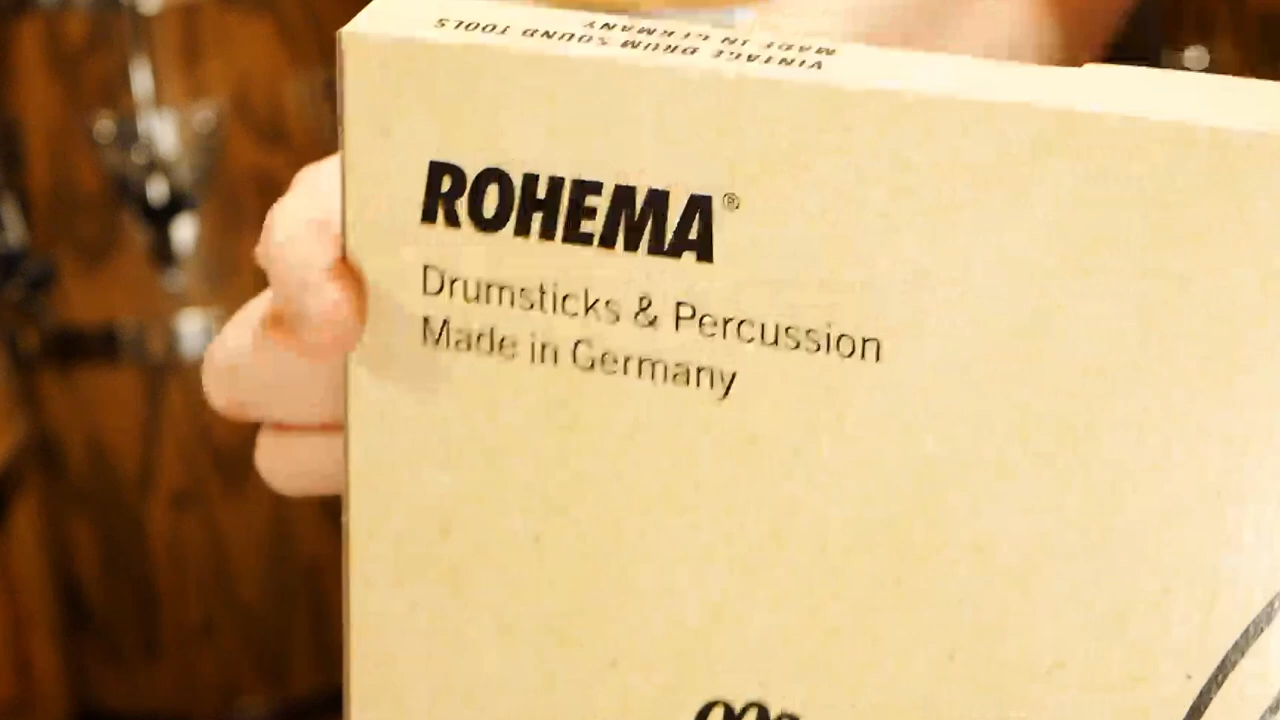 VINTAGE DRUM SOUND TOOLS
MADE IN GERMANY
ROHEMA®
Drumsticks & Percussion
Made in Germany